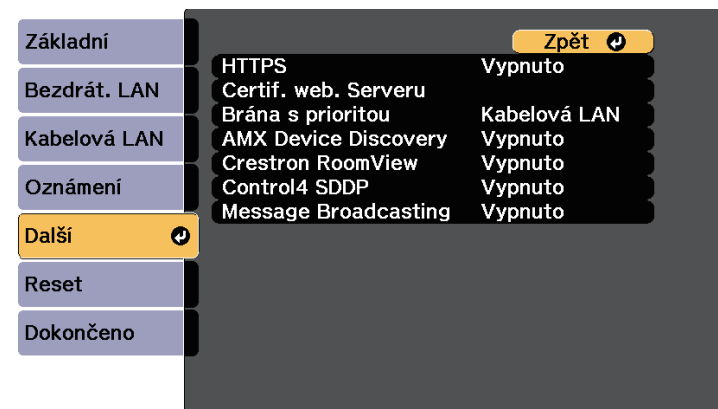 Základní
Bezdrát. LAN
Kabelová LAN
Oznámení
Další
Reset
Dokončeno
Zpět
HTTPS Vypnuto
Certif. web. Serveru
Brána s prioritou Kabelová LAN
AMX Device Discovery Vypnuto
Crestron RoomView Vypnuto
Control4 SDDP Vypnuto
Message Broadcasting Vypnuto